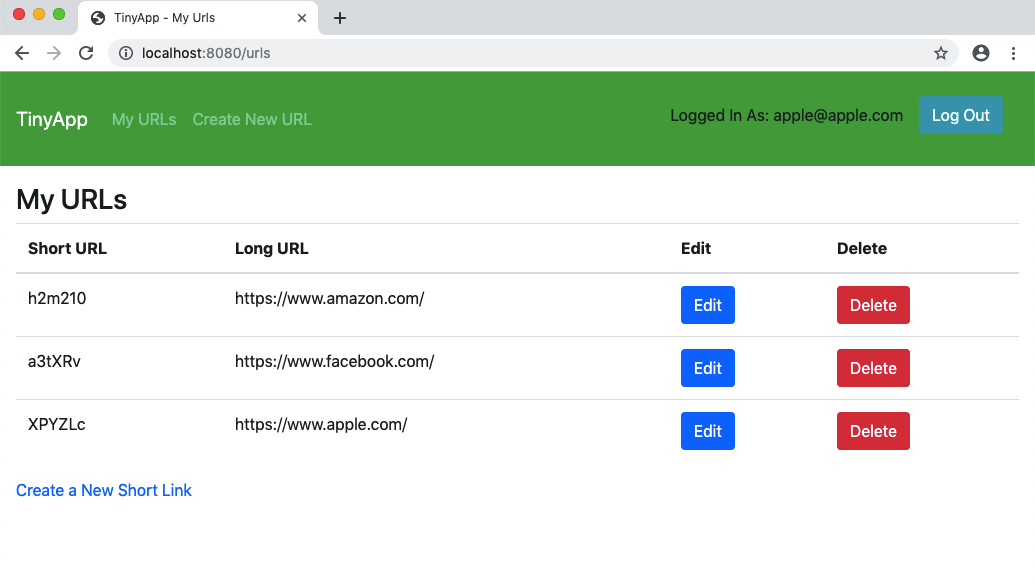 TinyApp - My Urls
localhost:8080/urls
TinyApp My URLs Create New URL Logged In As: apple@apple.com Log Out
My URLs
Short URL Long URL Edit Delete
h2m210 https://www.amazon.com/ Edit Delete
a3tXRv https://www.facebook.com/ Edit Delete
XPYZLc https://www.apple.com/ Edit Delete
Create a New Short Link